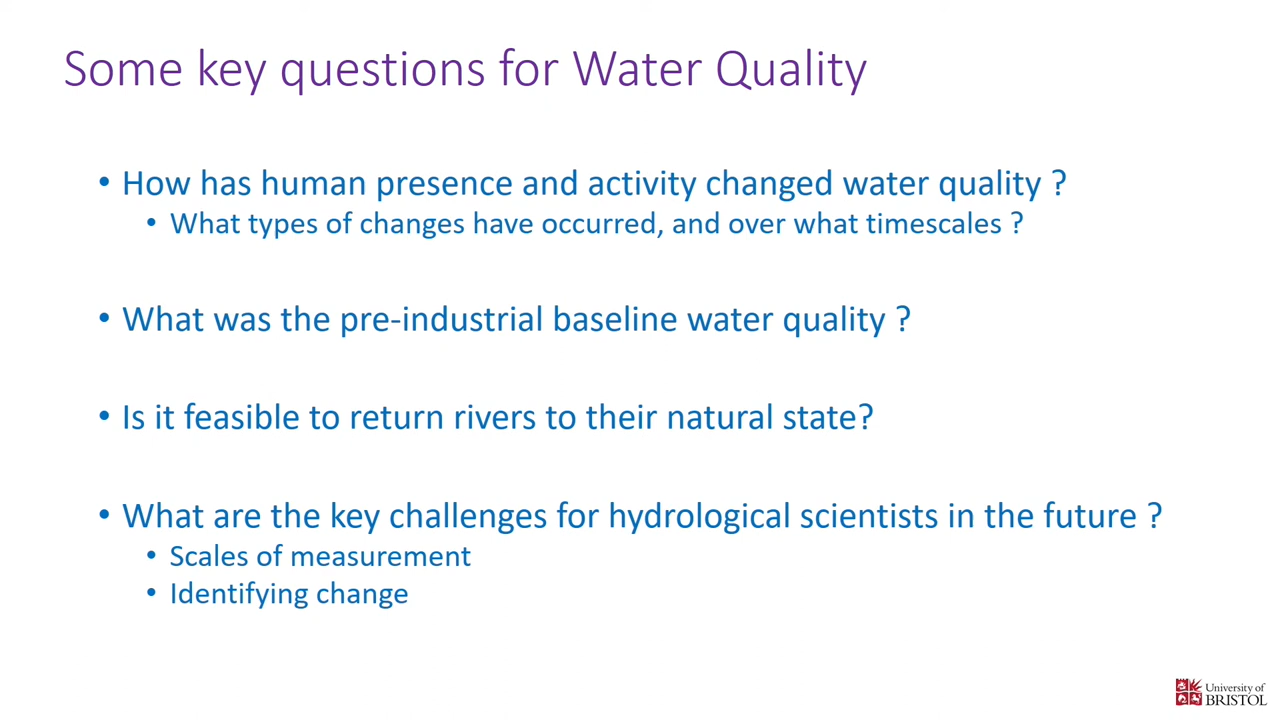 Some key questions for Water Quality
• How has human presence and activity changed water quality ?
• What types of changes have occurred, and over what timescales ?
• What was the pre-industrial baseline water quality ?
• Is it feasible to return rivers to their natural state?
• What are the key challenges for hydrological scientists in the future ?
• Scales of measurement
• Identifying change
University of
BRISTOL